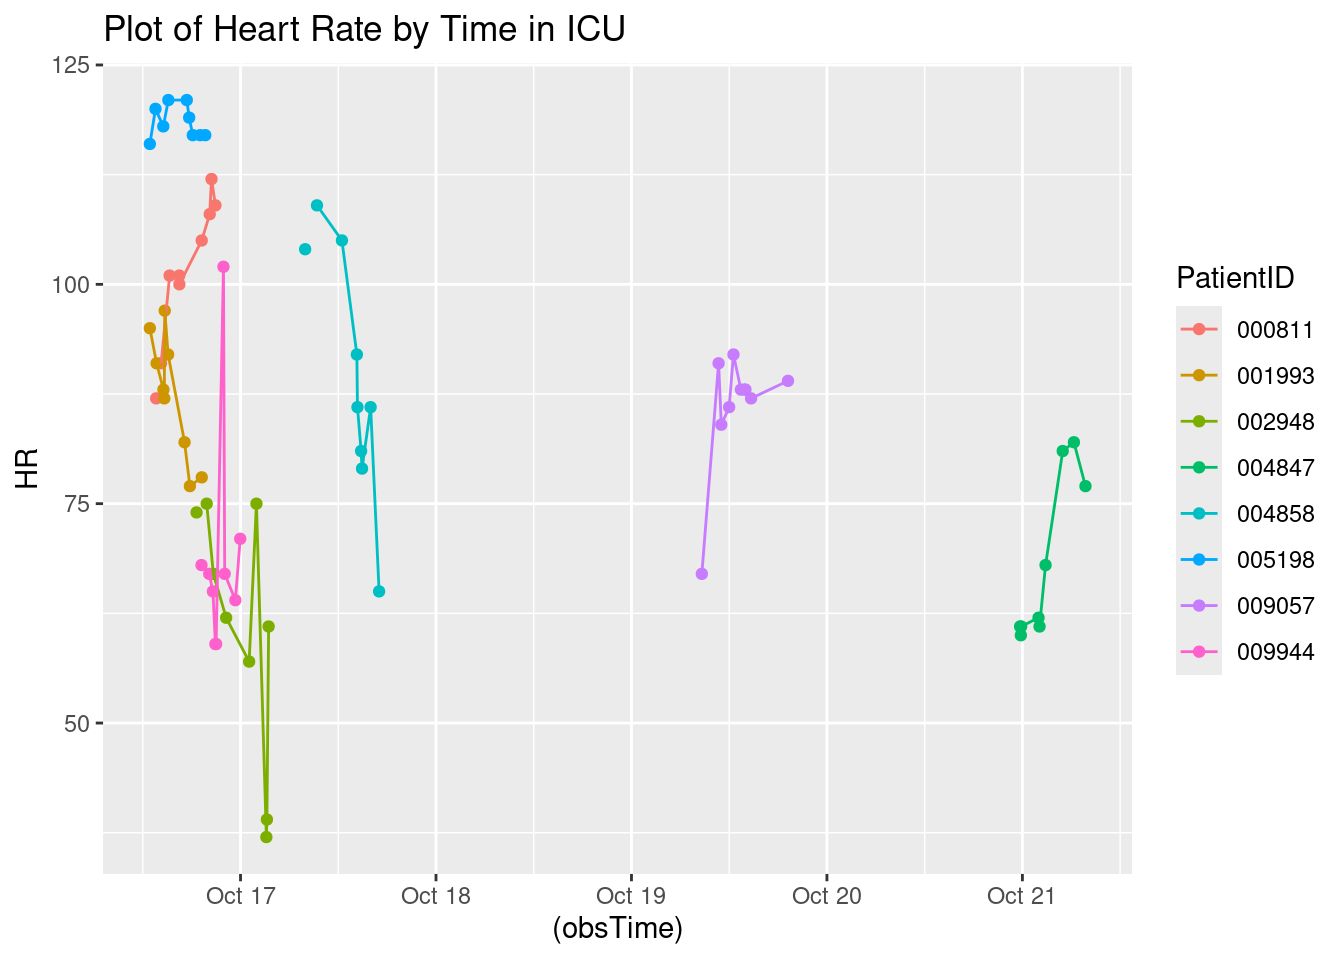 Plot of Heart Rate by Time in ICU
125
100
75
50
HR
Oct 17
Oct 18
Oct 19
Oct 20
Oct 21
(obsTime)
PatientID
000811
001993
002948
004847
004858
005198
009057
009944